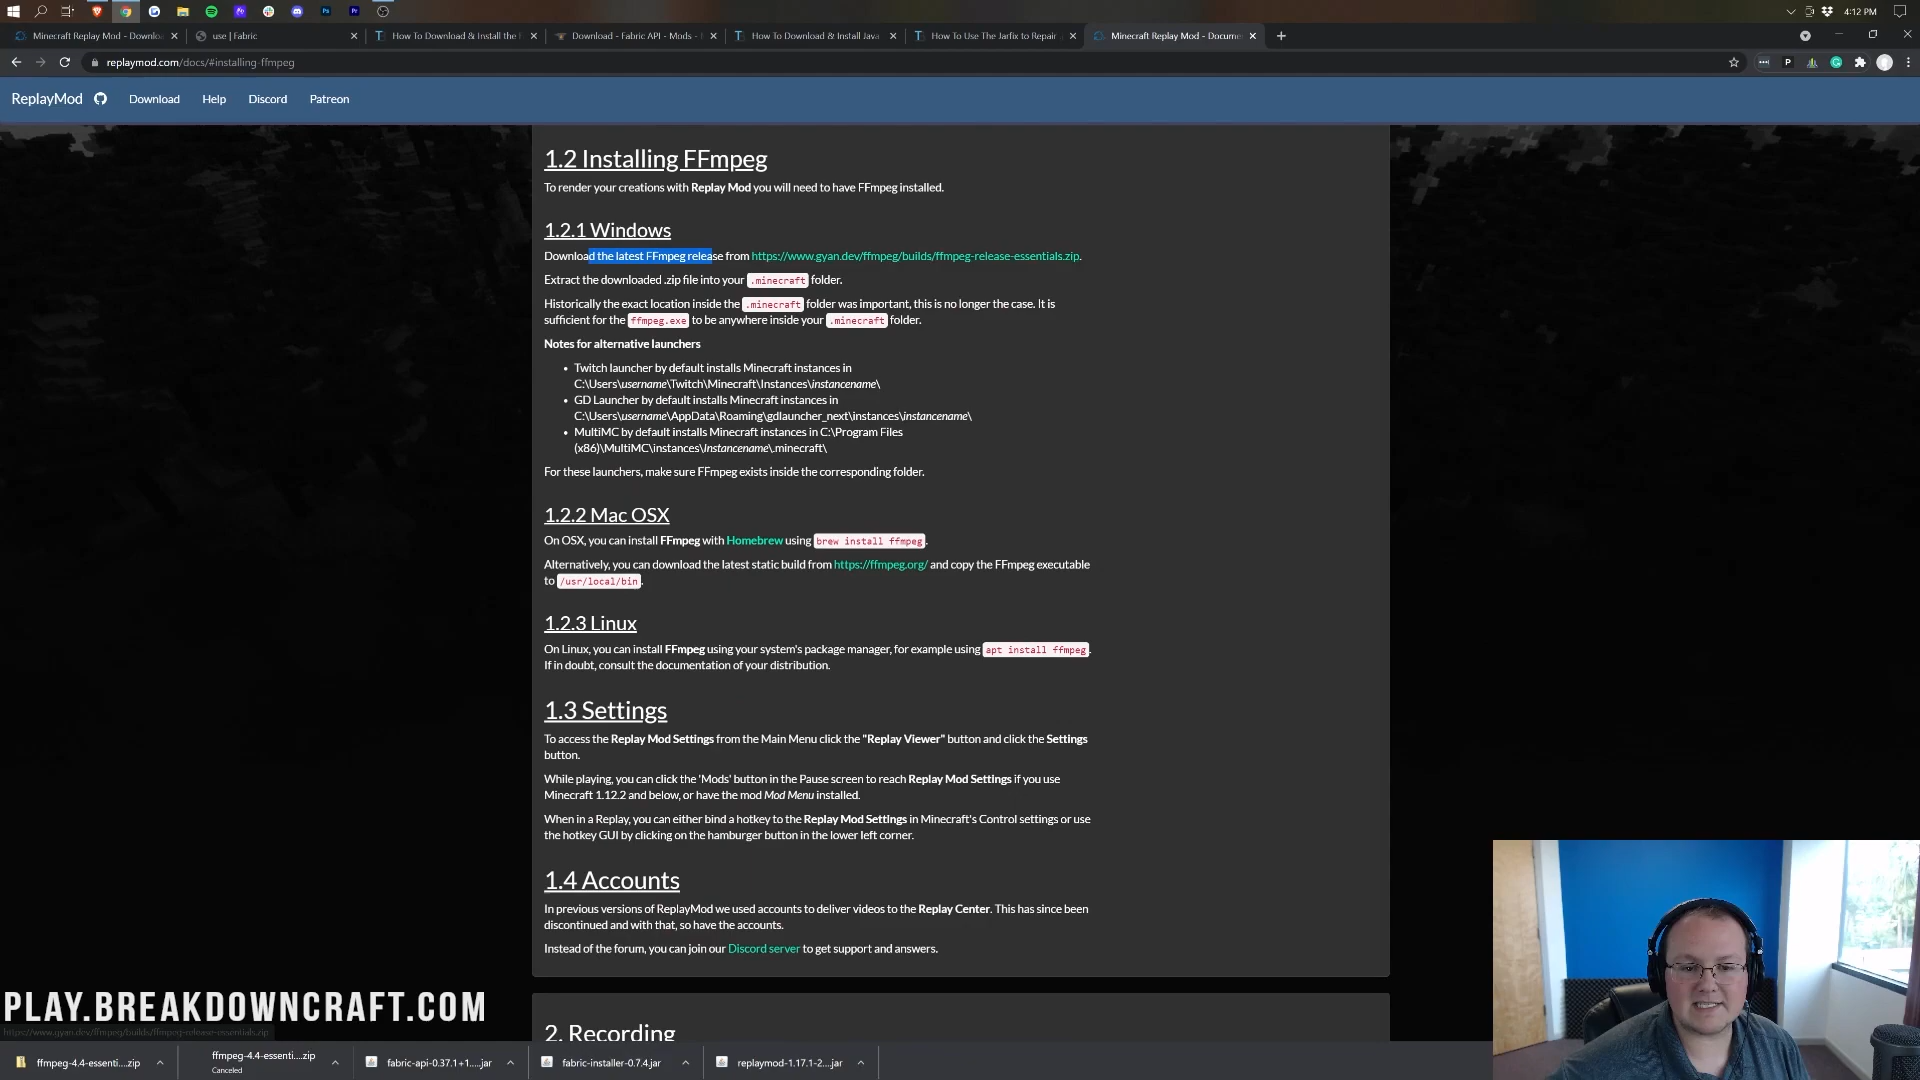 4:12 PM
Minecraft Replay Mod - Downlo
use | Fabric
How To Download & Install the F
Download - Fabric API - Mods -
How To Download & Install Java
How To Use The Jarfix to Repair
Minecraft Replay Mod - Docume
replaymod.com/docs/#installing-ffmpeg
ReplayMod Download Help Discord Patreon
1.2 Installing FFmpeg
To render your creations with Replay Mod you will need to have FFmpeg installed.
1.2.1 Windows
Download the latest FFmpeg release from https://www.gyan.dev/ffmpeg/builds/ffmpeg-release-essentials.zip.
Extract the downloaded .zip file into your .minecraft folder.
Historically the exact location inside the .minecraft folder was important, this is no longer the case. It is
sufficient for the ffmpeg.exe to be anywhere inside your .minecraft folder.
Notes for alternative launchers
• Twitch launcher by default installs Minecraft instances in
C:\Users\username\Twitch\Minecraft\Instances\instancename\
• GD Launcher by default installs Minecraft instances in
C:\Users\username\AppData\Roaming\gdlauncher_next\instances\instancename\
• MultiMC by default installs Minecraft instances in C:\Program Files
(x86)\MultiMC\instances\Instancename\.minecraft\
For these launchers, make sure FFmpeg exists inside the corresponding folder.
1.2.2 Mac OSX
On OSX, you can install FFmpeg with Homebrew using brew install ffmpeg.
Alternatively, you can download the latest static build from https://ffmpeg.org/ and copy the FFmpeg executable
to /usr/local/bin.
1.2.3 Linux
On Linux, you can install FFmpeg using your system's package manager, for example using apt install ffmpeg.
If in doubt, consult the documentation of your distribution.
1.3 Settings
To access the Replay Mod Settings from the Main Menu click the "Replay Viewer" button and click the Settings
button.
While playing, you can click the 'Mods' button in the Pause screen to reach Replay Mod Settings if you use
Minecraft 1.12.2 and below, or have the mod Mod Menu installed.
When in a Replay, you can either bind a hotkey to the Replay Mod Settings in Minecraft's Control settings or use
the hotkey GUI by clicking on the hamburger button in the lower left corner.
1.4 Accounts
In previous versions of ReplayMod we used accounts to deliver videos to the Replay Center. This has since been
discontinued and with that, so have the accounts.
Instead of the forum, you can join our Discord server to get support and answers.
2. Recording
PLAY.BREAKDOWNCRAFT.COM
https://www.gyan.dev/ffmpeg/builds/ffmpeg-release-essentials.zip
ffmpeg-4.4-essenti....zip
ffmpeg-4.4-essenti....zip
Canceled
fabric-api-0.37.1+1....jar
fabric-installer-0.7.4.jar
replaymod-1.17.1-2....jar